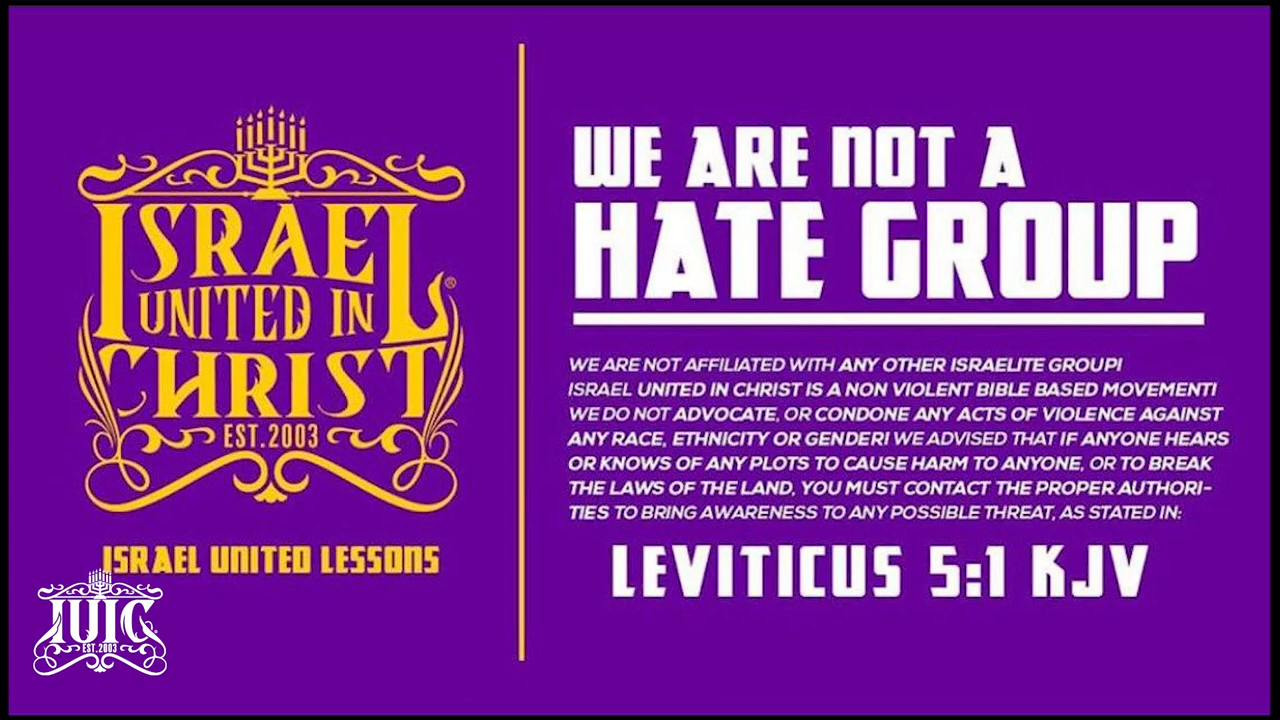 ISRAEL
UNITED IN
CHRIST
®
EST. 2003
ISRAEL UNITED LESSONS
IUIC
EST. 2003
WE ARE NOT A
HATE GROUP
WE ARE NOT AFFILIATED WITH ANY OTHER ISRAELITE GROUP!
ISRAEL UNITED IN CHRIST IS A NON VIOLENT BIBLE BASED MOVEMENT!
WE DO NOT ADVOCATE, OR CONDONE ANY ACTS OF VIOLENCE AGAINST
ANY RACE, ETHNICITY OR GENDER! WE ADVISED THAT IF ANYONE HEARS
OR KNOWS OF ANY PLOTS TO CAUSE HARM TO ANYONE, OR TO BREAK
THE LAWS OF THE LAND, YOU MUST CONTACT THE PROPER AUTHORI-
TIES TO BRING AWARENESS TO ANY POSSIBLE THREAT, AS STATED IN:
LEVITICUS 5:1 KJV